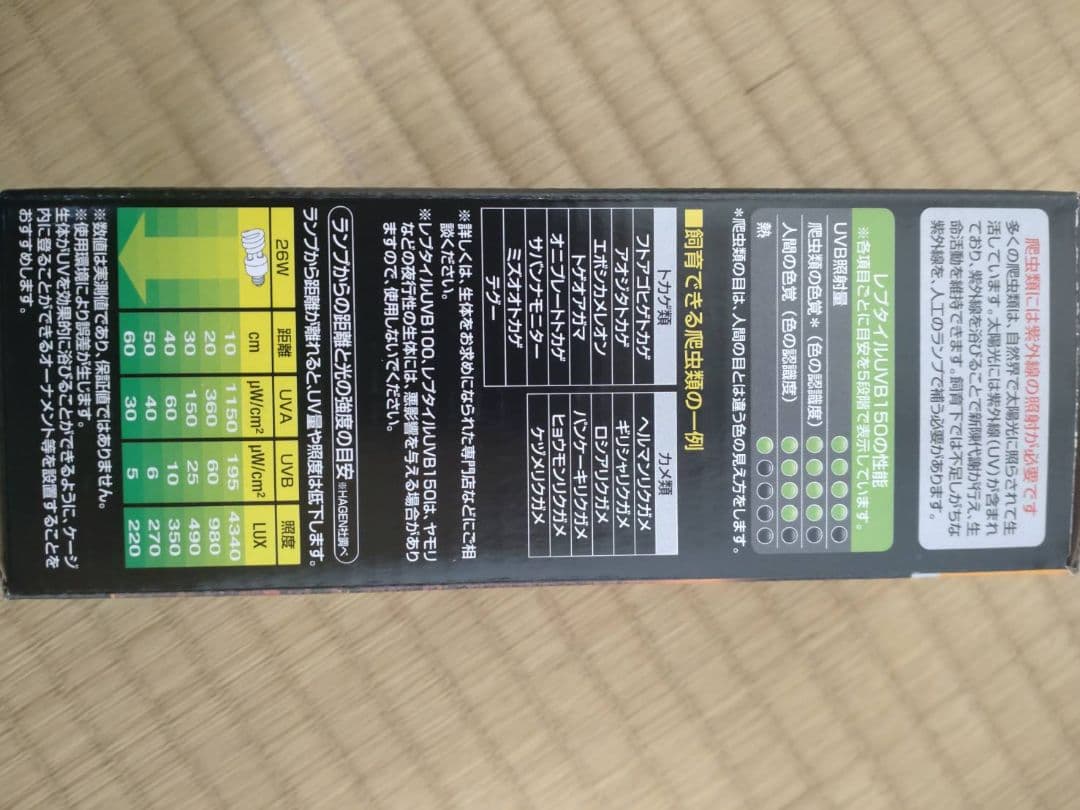 爬虫類には紫外線の照射が必要です
多くの爬虫類は、自然界で太陽光に照らされて生
活しています。太陽光には紫外線(UV)が含まれ
ており、紫外線を浴びることで新陳代謝が行え、生
命活動を維持できます。飼育下では不足しがちな
紫外線を、人工のランプで補う必要があります。
レプタイルUVB150の性能
※各項目ごとに目安を5段階で表示しています。
UVB照射量
爬虫類の色覚*(色の認識度)
人間の色覚(色の認識度)
熱
*爬虫類の目は、人間の目とは違う色の見え方をします。
■飼育できる爬虫類の一例
トカゲ類 カメ類
フトアゴヒゲトカゲ ヘルマンリクガメ
アオジタトカゲ ギリシャリクガメ
エボシカメレオン ロシアリクガメ
トゲオアガマ パンケーキリクガメ
オニプレートトカゲ ヒョウモンリクガメ
サバンナモニター ケヅメリクガメ
ミズオオトカゲ
テグー
※詳しくは、生体をお求めになられた専門店などにご相
談ください。
※レプタイルUVB100、レプタイルUVB150は、ヤモリ
などの夜行性の生体には、悪影響を与える場合があり
ますので、使用しないでください。
ランプからの距離と光の強度の目安 ※HAGEN社調べ
ランプから距離が離れるとUV量や照度は低下します。
26W 距離 UVA UVB 照度
cm μW/cm² μW/cm² LUX
10 1150 195 4340
20 360 60 980
30 150 25 490
40 60 10 350
50 40 6 270
60 30 5 220
※数値は実測値であり、保証値ではありません。
※使用環境により誤差が生じます。
生体がUVを効果的に浴びることができるように、ケージ
内に登ることができるオーナメント等を設置することを
おすすめします。